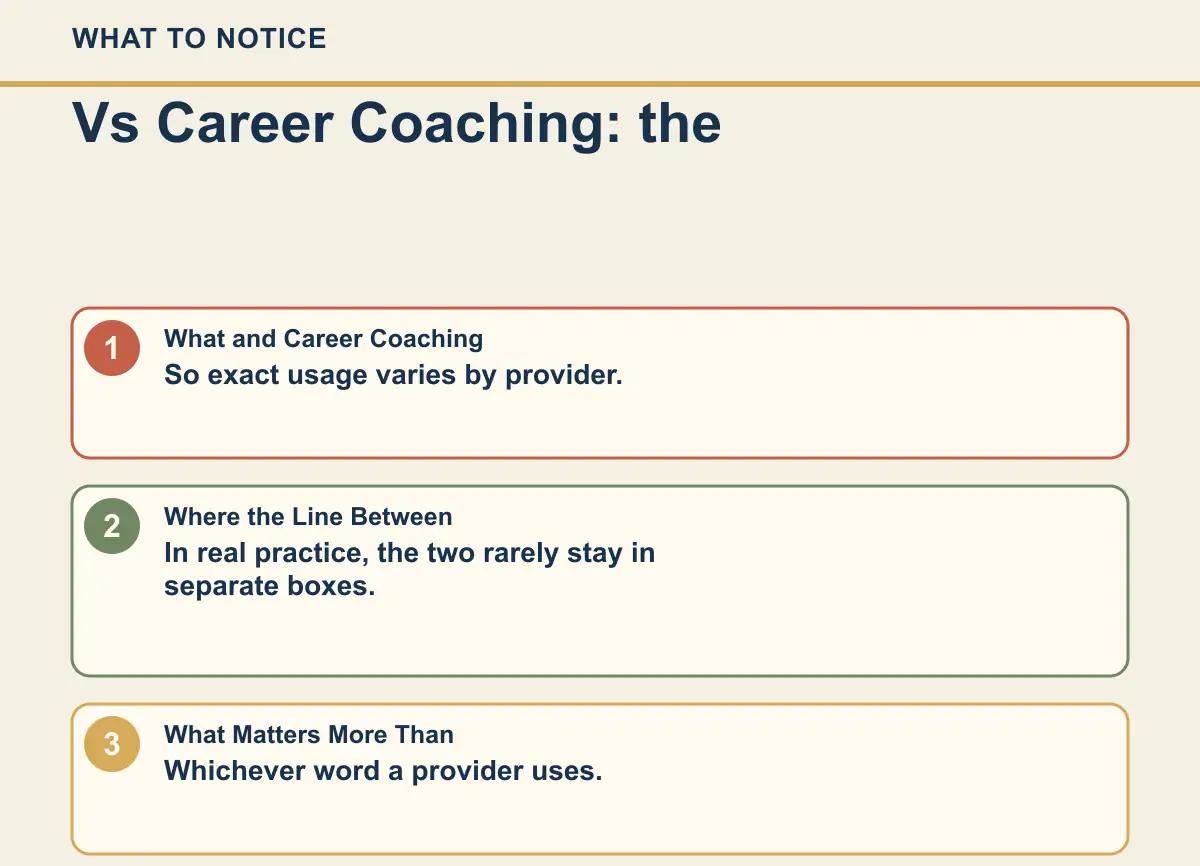 WHAT TO NOTICE
Vs Career Coaching: the
1
What and Career Coaching
So exact usage varies by provider.
2
Where the Line Between
In real practice, the two rarely stay in
separate boxes.
3
What Matters More Than
Whichever word a provider uses.